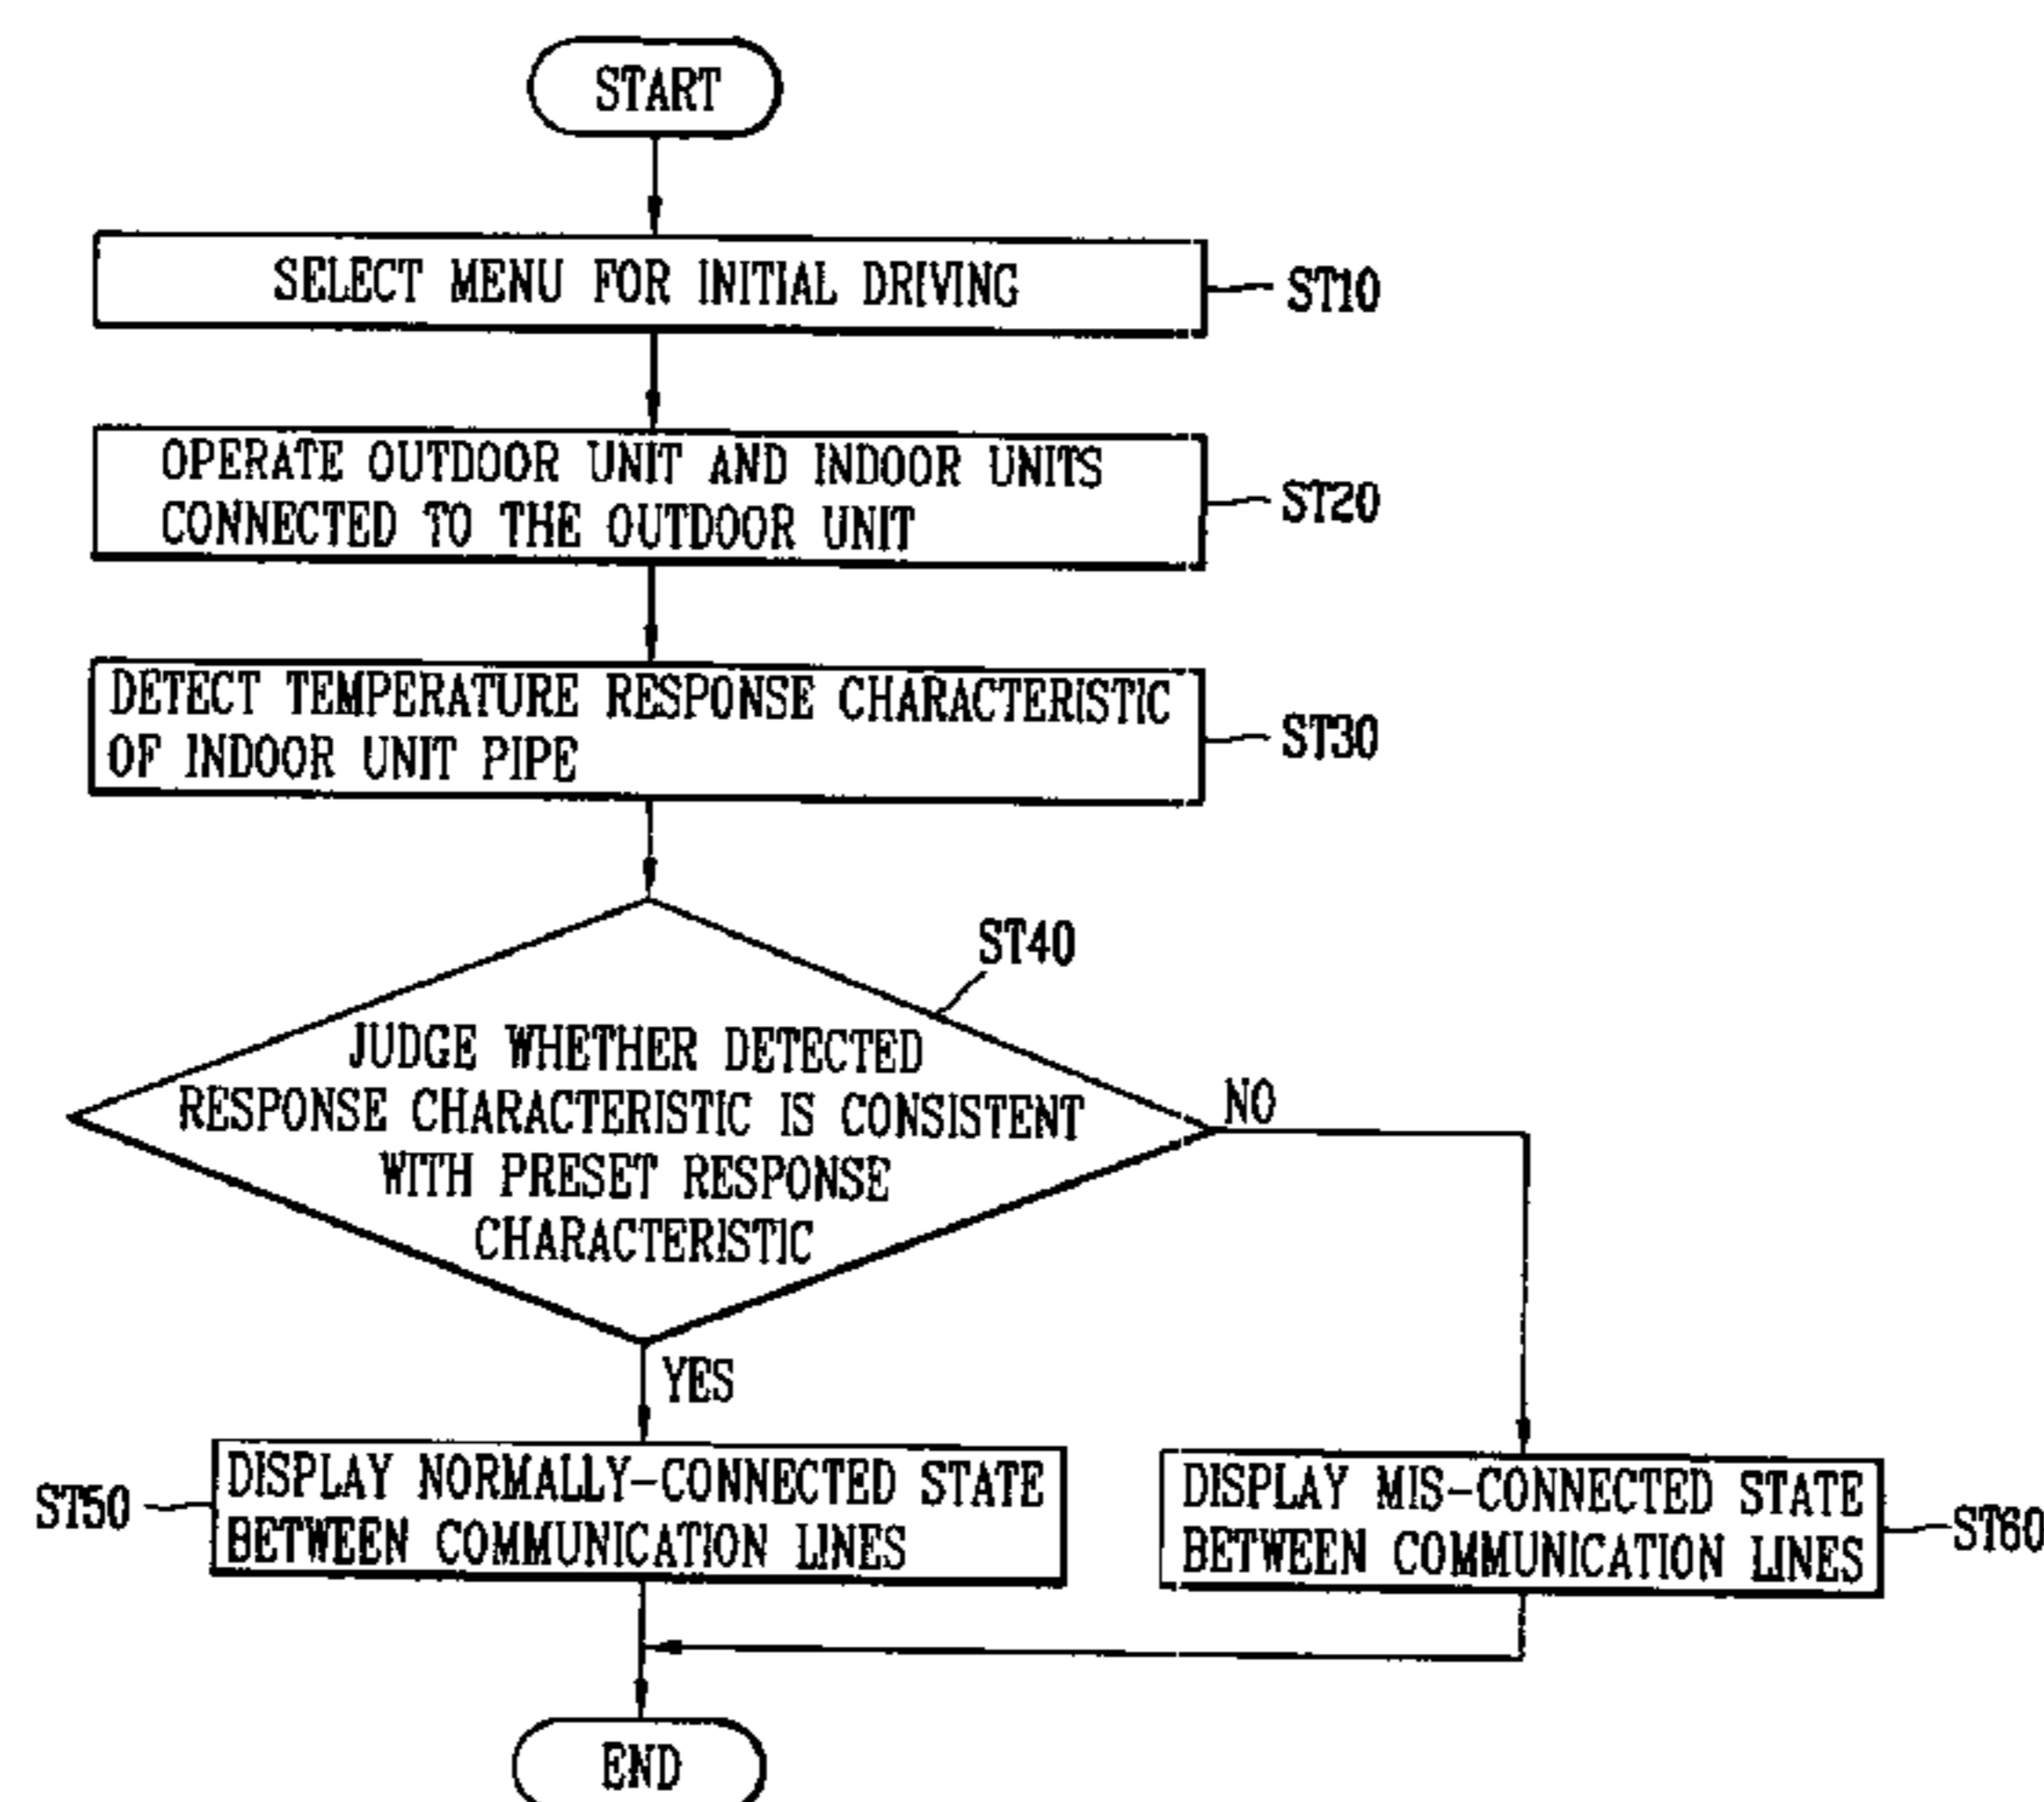 START
SELECT MENU FOR INITIAL DRIVING
ST10
OPERATE OUTDOOR UNIT AND INDOOR UNITS
CONNECTED TO THE OUTDOOR UNIT
ST20
DETECT TEMPERATURE RESPONSE CHARACTERISTIC
OF INDOOR UNIT PIPE
ST30
ST40
JUDGE WHETHER DETECTED
RESPONSE CHARACTERISTIC IS CONSISTENT
WITH PRESET RESPONSE
CHARACTERISTIC
NO
YES
ST50
DISPLAY NORMALLY-CONNECTED STATE
BETWEEN COMMUNICATION LINES
DISPLAY MIS-CONNECTED STATE
BETWEEN COMMUNICATION LINES
ST60
END